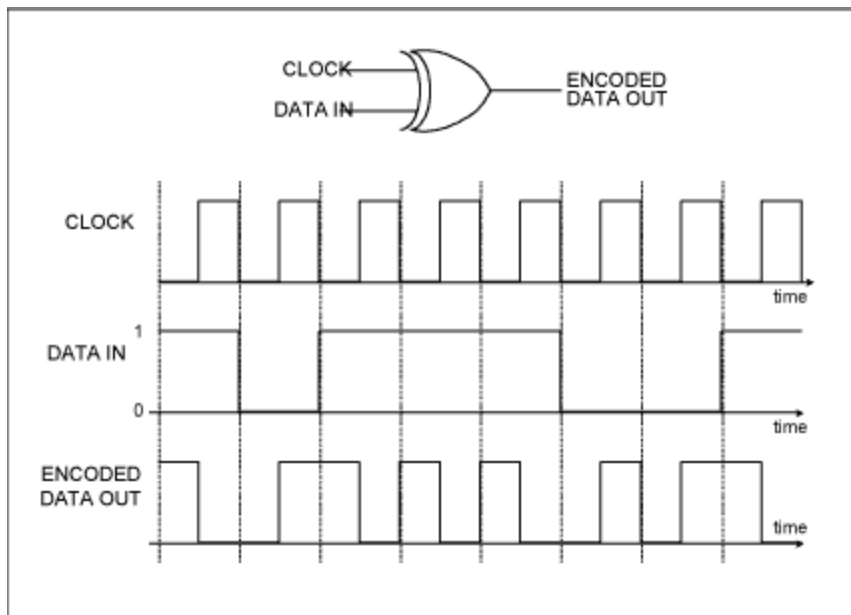 CLOCK
DATA IN
ENCODED
DATA OUT
CLOCK
time
1
DATA IN
0
time
ENCODED
DATA OUT
time